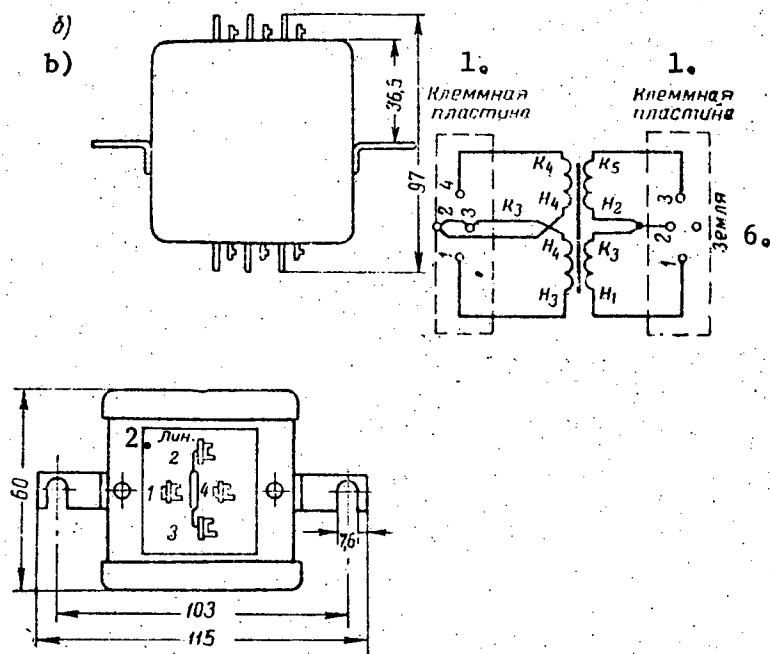 б)
b)
36,5
97
1.
Клеммная
пластина
1.
Клеммная
пластина
К4
4
Н4
2
3
К3
Н4
1
Н3
К5
3
Н2
2
К3
1
Н1
Земля
6.
2.
Лин.
2
1
4
3
60
7,6
103
115